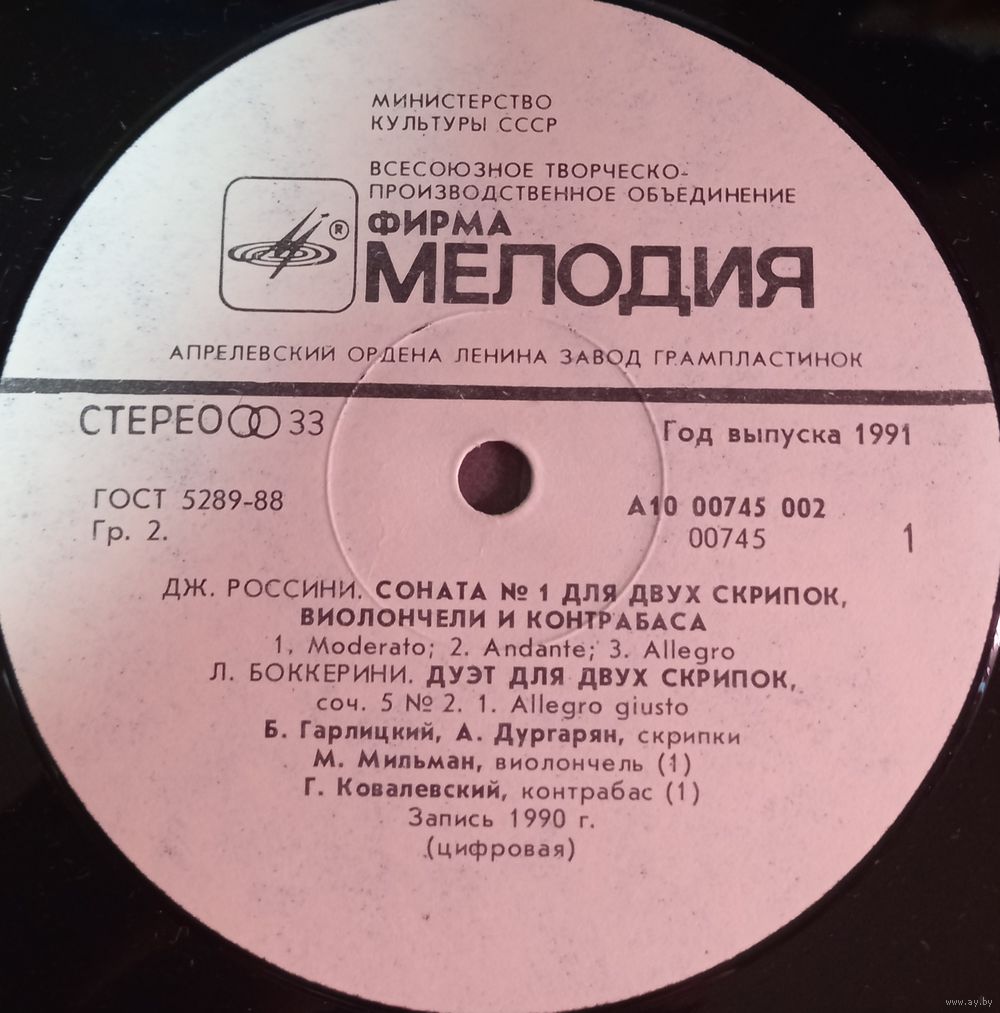 МИНИСТЕРСТВО
КУЛЬТУРЫ СССР
ВСЕСОЮЗНОЕ ТВОРЧЕСКО-
ПРОИЗВОДСТВЕННОЕ ОБЪЕДИНЕНИЕ
ФИРМА
®
МЕЛОДИЯ
АПРЕЛЕВСКИЙ ОРДЕНА ЛЕНИНА ЗАВОД ГРАМПЛАСТИНОК
СТЕРЕО 33
Год выпуска 1991
ГОСТ 5289-88
А10 00745 002
Гр. 2.
00745
1
ДЖ. РОССИНИ. СОНАТА № 1 ДЛЯ ДВУХ СКРИПОК,
ВИОЛОНЧЕЛИ И КОНТРАБАСА
1. Moderato; 2. Andante; 3. Allegro
Л. БОККЕРИНИ. ДУЭТ ДЛЯ ДВУХ СКРИПОК,
соч. 5 № 2. 1. Allegro giusto
Б. Гарлицкий, А. Дургарян, скрипки
М. Мильман, виолончель (1)
Г. Ковалевский, контрабас (1)
Запись 1990 г.
(цифровая)
www.ay.by